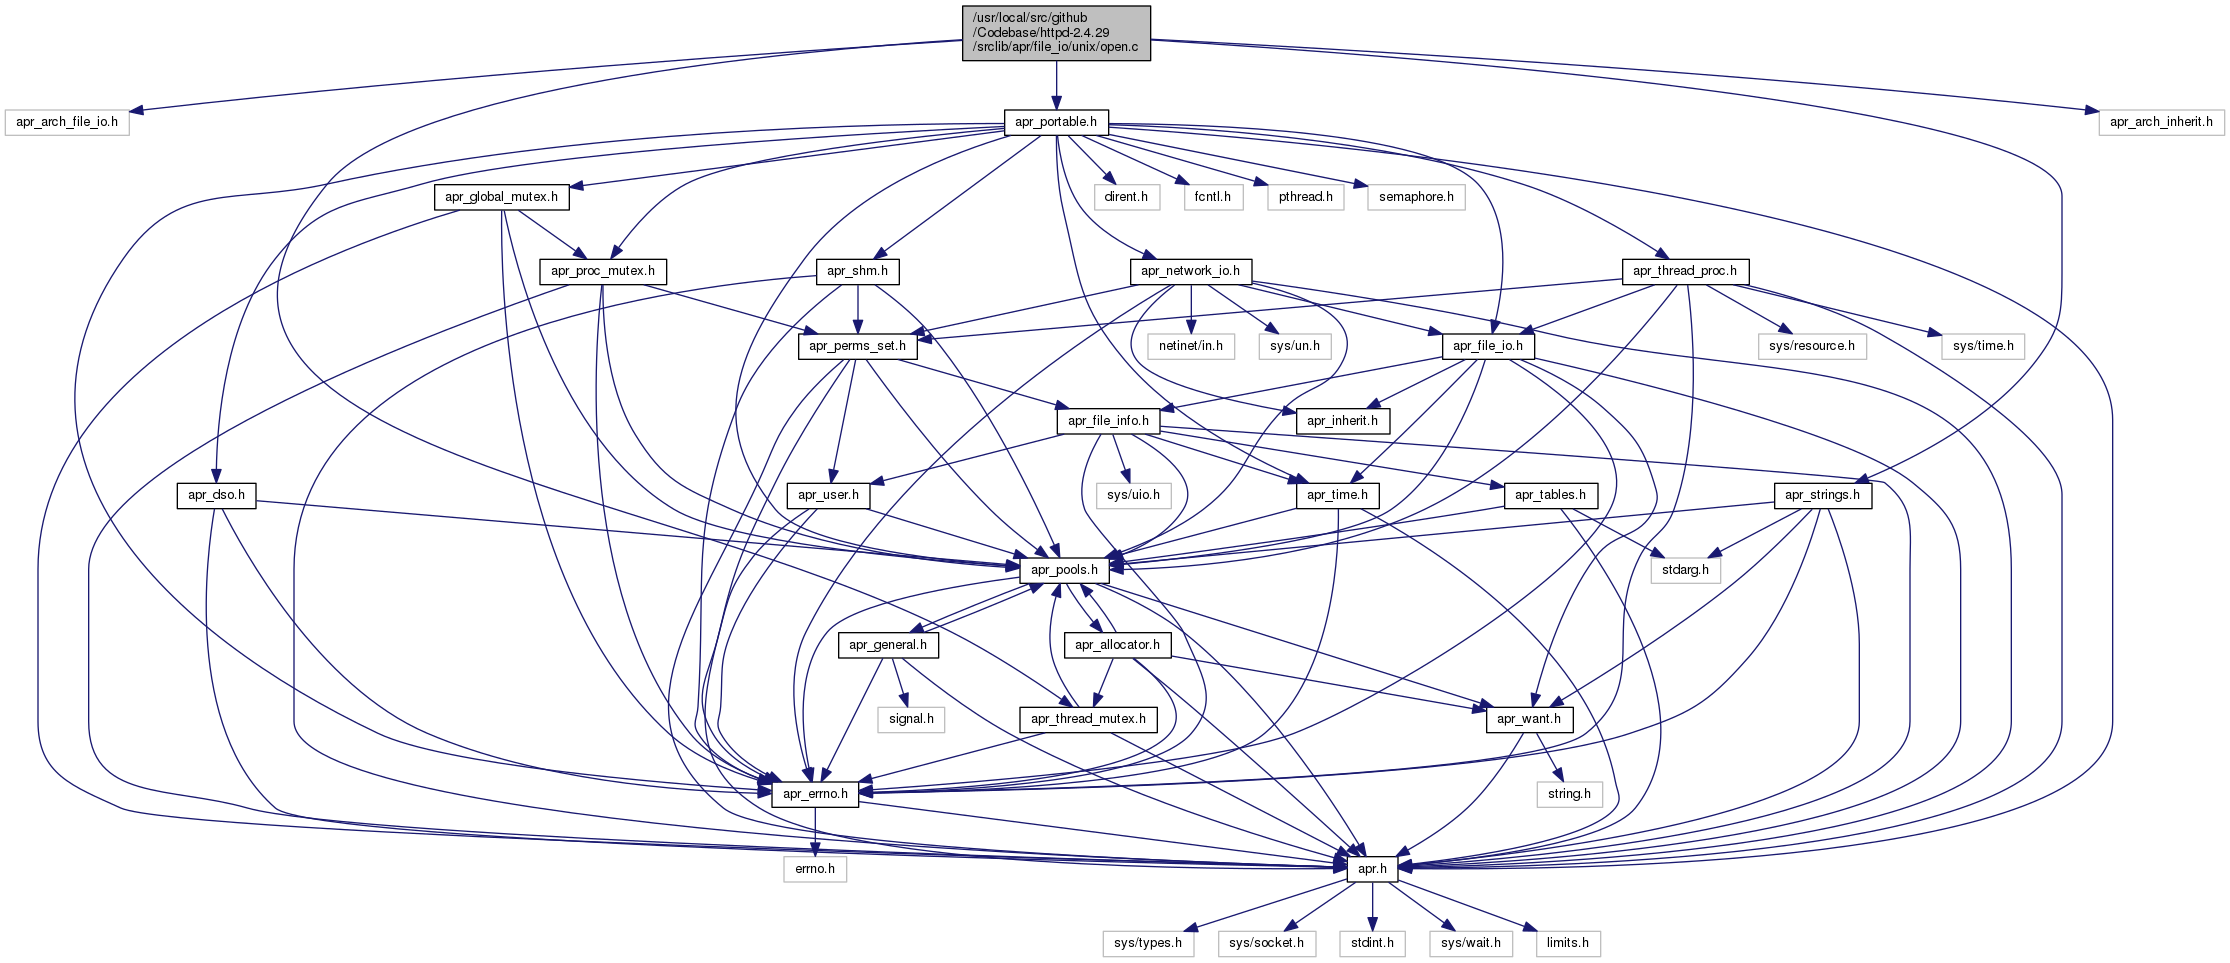 /usr/local/src/github
/Codebase/httpd-2.4.29
/srclib/apr/file_io/unix/open.c
apr_arch_file_io.h
apr_portable.h
apr_arch_inherit.h
apr_global_mutex.h
dirent.h
fcntl.h
pthread.h
semaphore.h
apr_proc_mutex.h
apr_shm.h
apr_network_io.h
apr_thread_proc.h
apr_perms_set.h
netinet/in.h
sys/un.h
apr_file_io.h
sys/resource.h
sys/time.h
apr_file_info.h
apr_inherit.h
apr_dso.h
apr_user.h
sys/uio.h
apr_time.h
apr_tables.h
apr_strings.h
apr_pools.h
stdarg.h
apr_general.h
apr_allocator.h
signal.h
apr_thread_mutex.h
apr_want.h
apr_errno.h
string.h
errno.h
apr.h
sys/types.h
sys/socket.h
stdint.h
sys/wait.h
limits.h